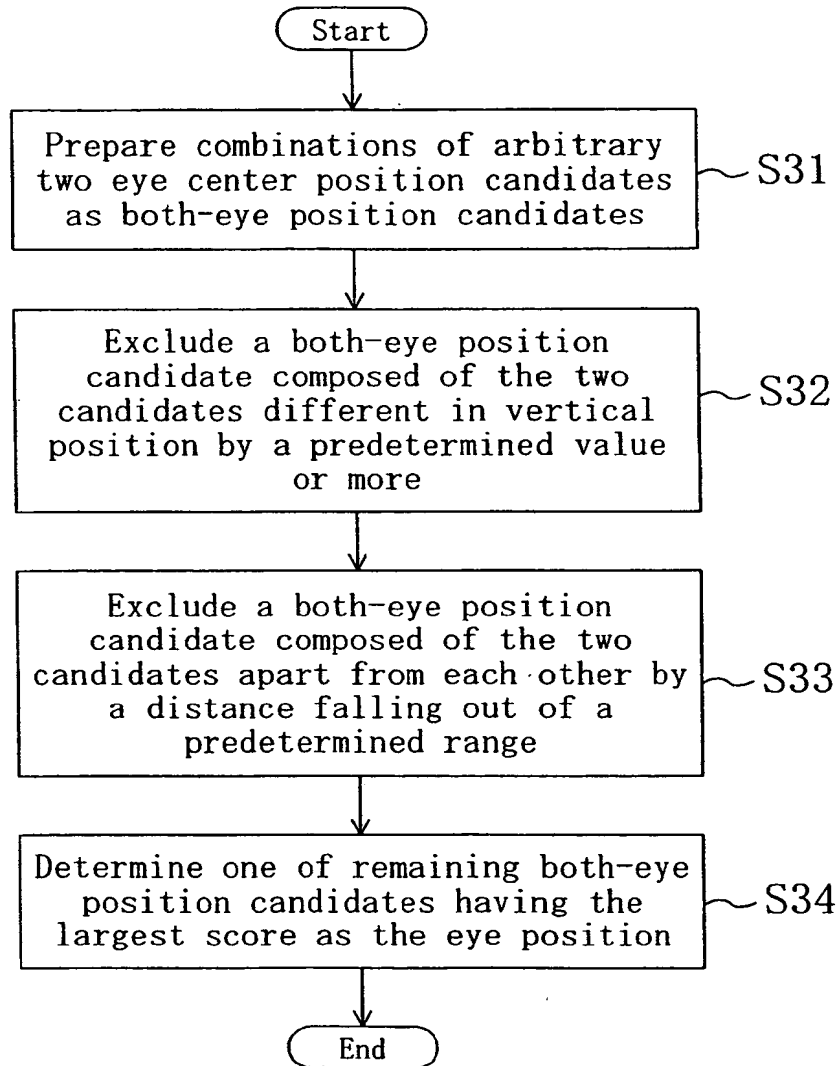 Start
Prepare combinations of arbitrary
two eye center position candidates
as both-eye position candidates
S31
Exclude a both-eye position
candidate composed of the two
candidates different in vertical
position by a predetermined value
or more
S32
Exclude a both-eye position
candidate composed of the two
candidates apart from each other by
a distance falling out of a
predetermined range
S33
Determine one of remaining both-eye
position candidates having the
largest score as the eye position
S34
End